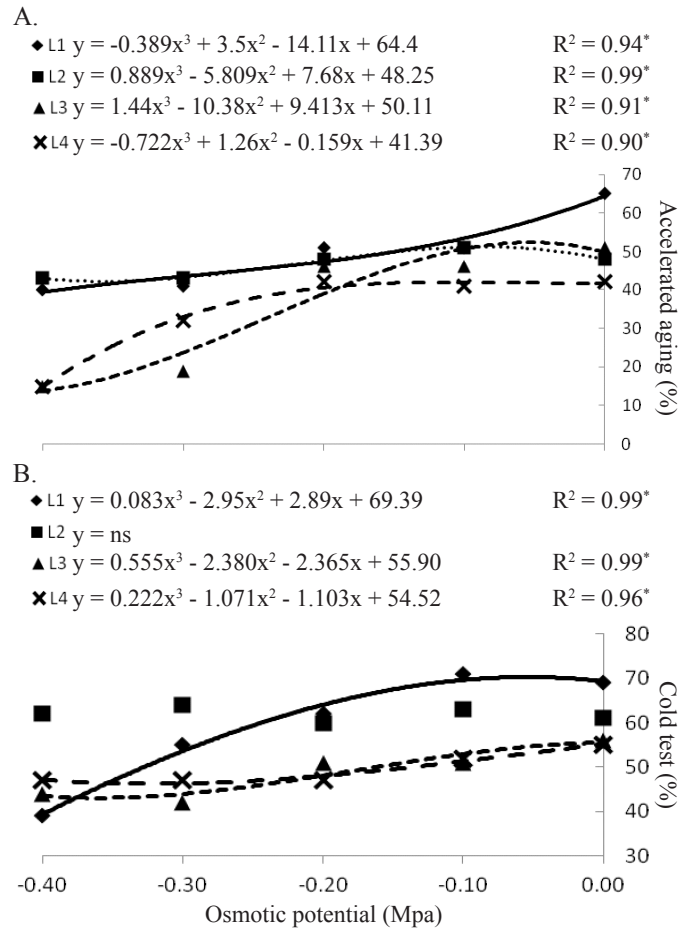 A.
L1 y = -0.389x³ + 3.5x² - 14.11x + 64.4 R² = 0.94*
L2 y = 0.889x³ - 5.809x² + 7.68x + 48.25 R² = 0.99*
L3 y = 1.44x³ - 10.38x² + 9.413x + 50.11 R² = 0.91*
L4 y = -0.722x³ + 1.26x² - 0.159x + 41.39 R² = 0.90*
70
60
50
40
30
20
10
0
Accelerated aging (%)
B.
L1 y = 0.083x³ - 2.95x² + 2.89x + 69.39 R² = 0.99*
L2 y = ns
L3 y = 0.555x³ - 2.380x² - 2.365x + 55.90 R² = 0.99*
L4 y = 0.222x³ - 1.071x² - 1.103x + 54.52 R² = 0.96*
80
70
60
50
40
30
Cold test (%)
-0.40 -0.30 -0.20 -0.10 0.00
Osmotic potential (Mpa)